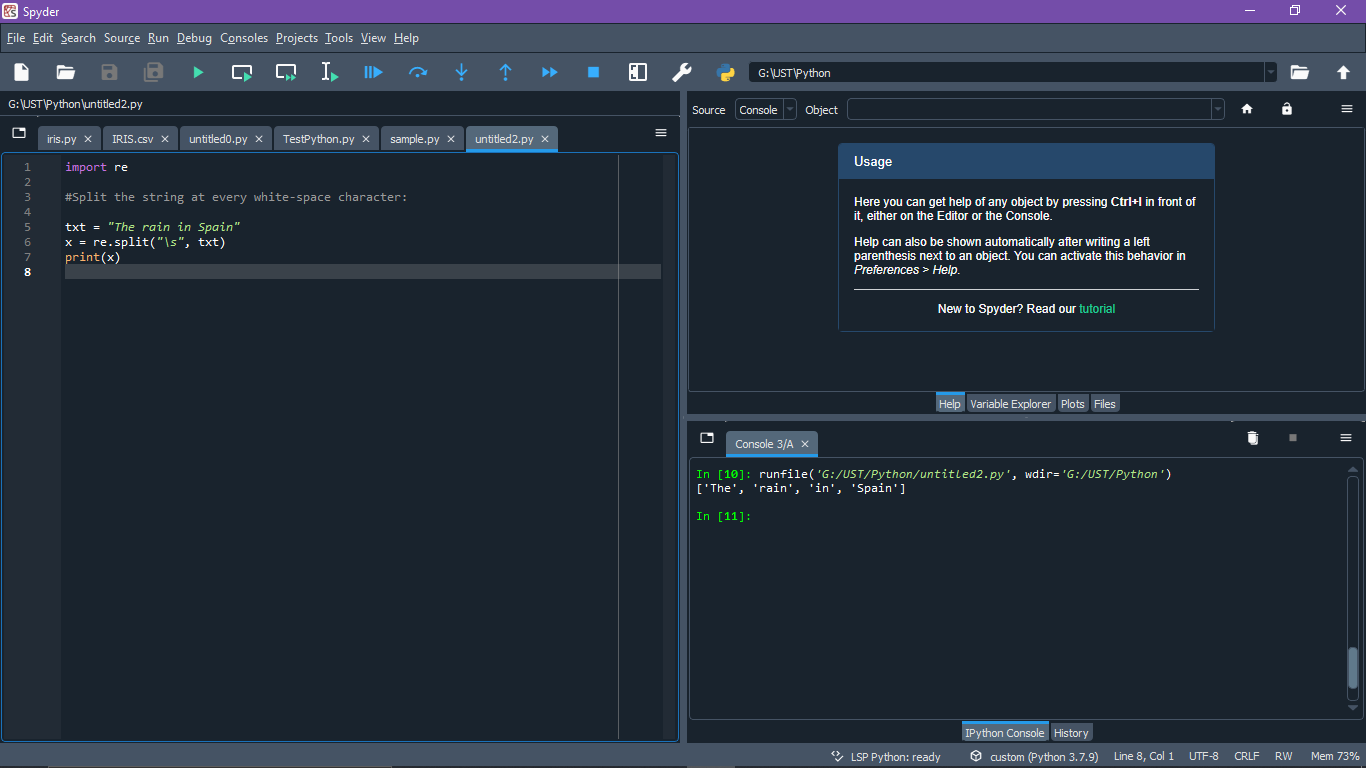 Spyder
File Edit Search Source Run Debug Consoles Projects Tools View Help
G:\UST\Python
G:\UST\Python\untitled2.py
iris.py IRIS.csv untitled0.py TestPython.py sample.py untitled2.py
1 import re
2
3 #Split the string at every white-space character:
4
5 txt = "The rain in Spain"
6 x = re.split("\s", txt)
7 print(x)
8
Source Console Object
Usage
Here you can get help of any object by pressing Ctrl+I in front of
it, either on the Editor or the Console.
Help can also be shown automatically after writing a left
parenthesis next to an object. You can activate this behavior in
Preferences > Help.
New to Spyder? Read our tutorial
Help Variable Explorer Plots Files
Console 3/A
In [10]: runfile('G:/UST/Python/untitled2.py', wdir='G:/UST/Python')
['The', 'rain', 'in', 'Spain']
In [11]:
IPython Console History
LSP Python: ready custom (Python 3.7.9) Line 8, Col 1 UTF-8 CRLF RW Mem 73%